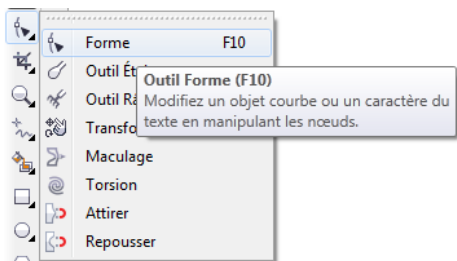 Forme F10
Outil Ét
Outil Forme (F10)
Outil Râ
Modifiez un objet courbe ou un caractère du
Transfo
texte en manipulant les nœuds.
Maculage
Torsion
Attirer
Repousser